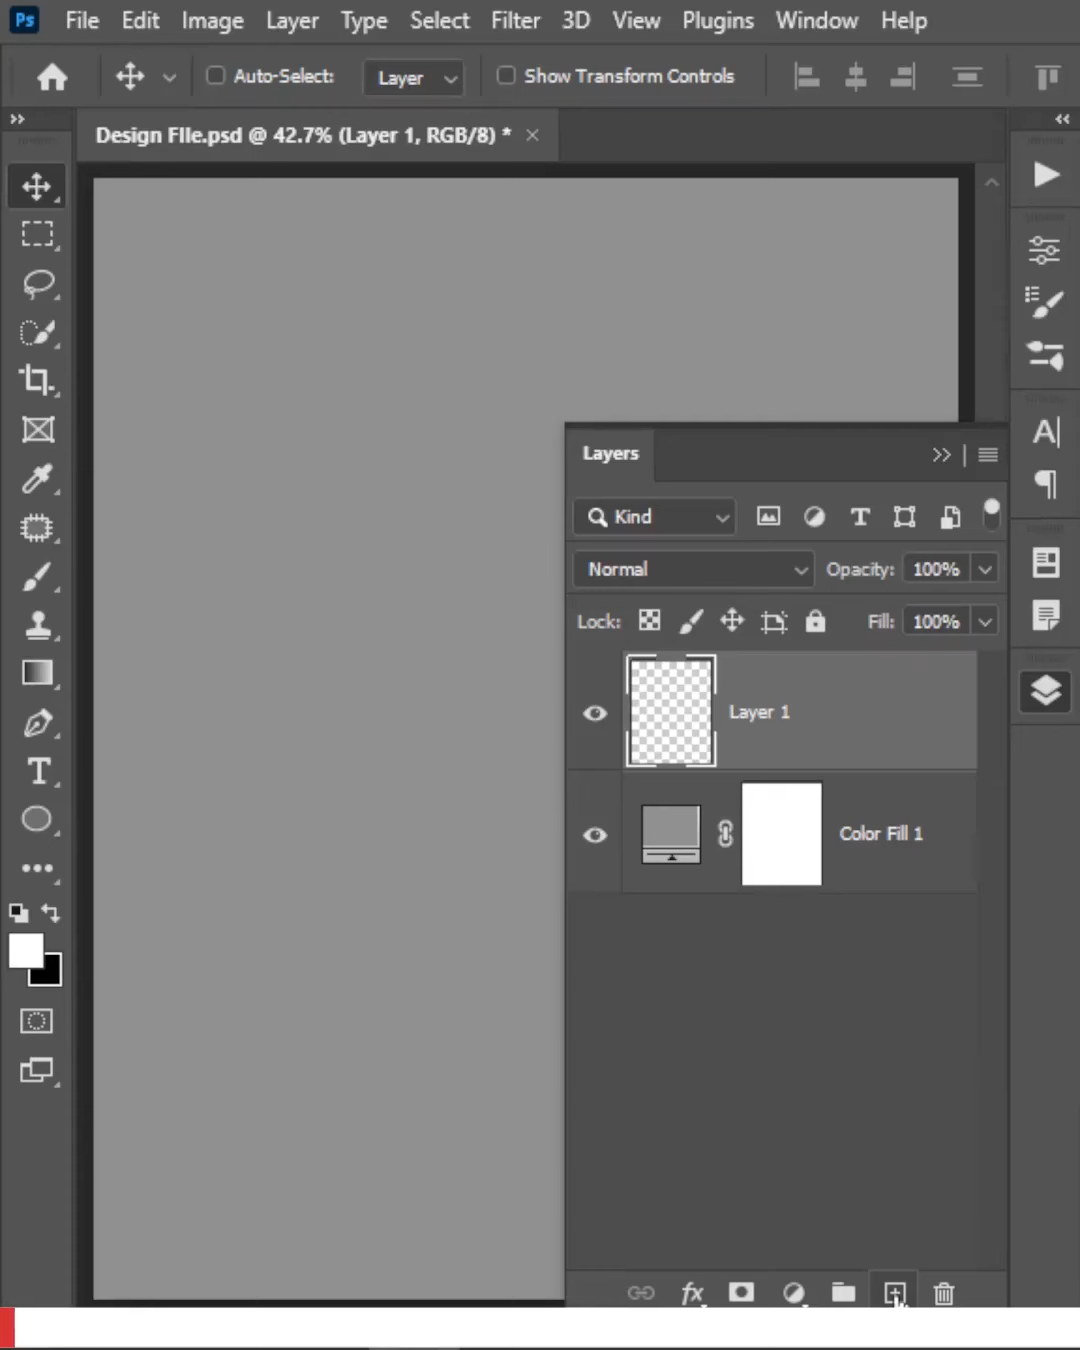 Ps File Edit Image Layer Type Select Filter 3D View Plugins Window Help
Auto-Select: Layer Show Transform Controls
Design FIle.psd @ 42.7% (Layer 1, RGB/8) *
Layers
Kind
Normal Opacity: 100%
Lock: Fill: 100%
Layer 1
Color Fill 1
fx